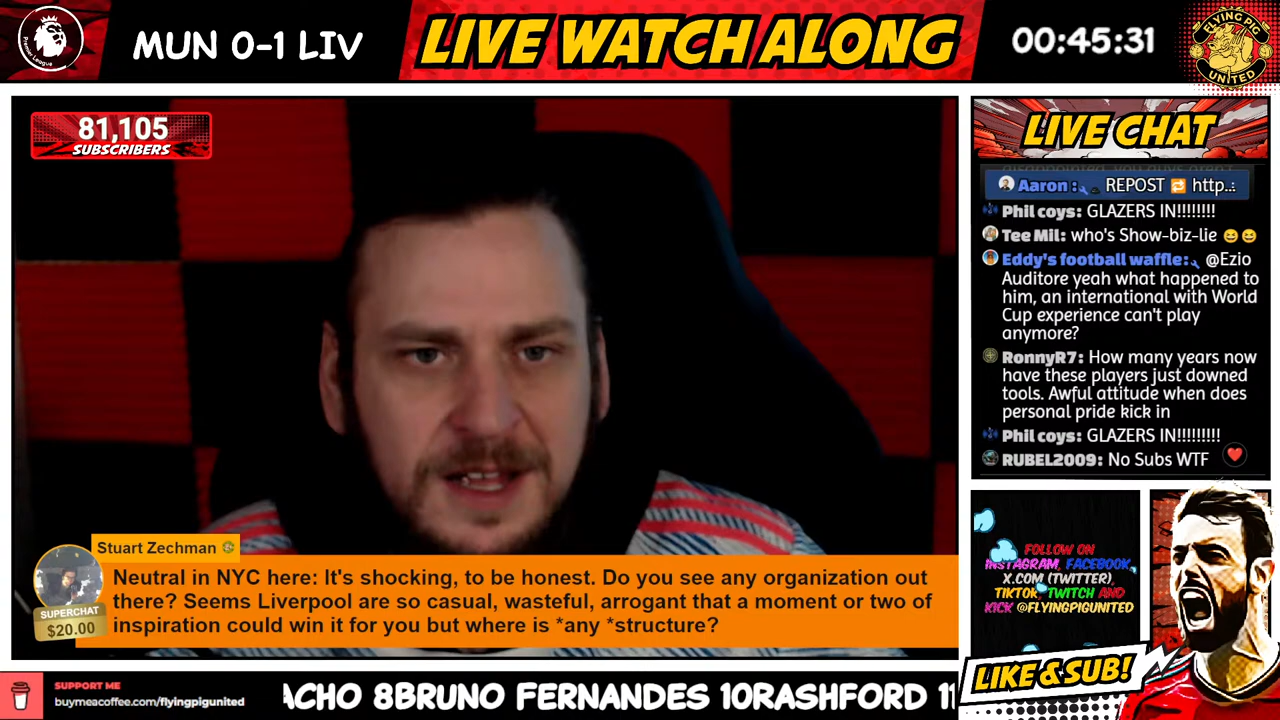 Premier League
MUN 0-1 LIV
LIVE WATCH ALONG
00:45:31
FLYING PIG
UNITED
81,105
SUBSCRIBERS
LIVE CHAT
Aaron : REPOST 🔁 http..:
Phil coys: GLAZERS IN!!!!!!!!
Tee Mil: who's Show-biz-lie 😆😆
Eddy's football waffle: @Ezio
Auditore yeah what happened to
him, an international with World
Cup experience can't play
anymore?
RonnyR7: How many years now
have these players just downed
tools. Awful attitude when does
personal pride kick in
Phil coys: GLAZERS IN!!!!!!!!!
RUBEL2009: No Subs WTF
Stuart Zechman
Neutral in NYC here: It's shocking, to be honest. Do you see any organization out
there? Seems Liverpool are so casual, wasteful, arrogant that a moment or two of
inspiration could win it for you but where is *any *structure?
SUPERCHAT
$20.00
FOLLOW ON
INSTAGRAM, FACEBOOK,
X.COM (TWITTER),
TIKTOK, TWITCH AND
KICK @FLYINGPIGUNITED
LIKE & SUB!
SUPPORT ME
buymeacoffee.com/flyingpigunited
ACHO 8BRUNO FERNANDES 10RASHFORD 11